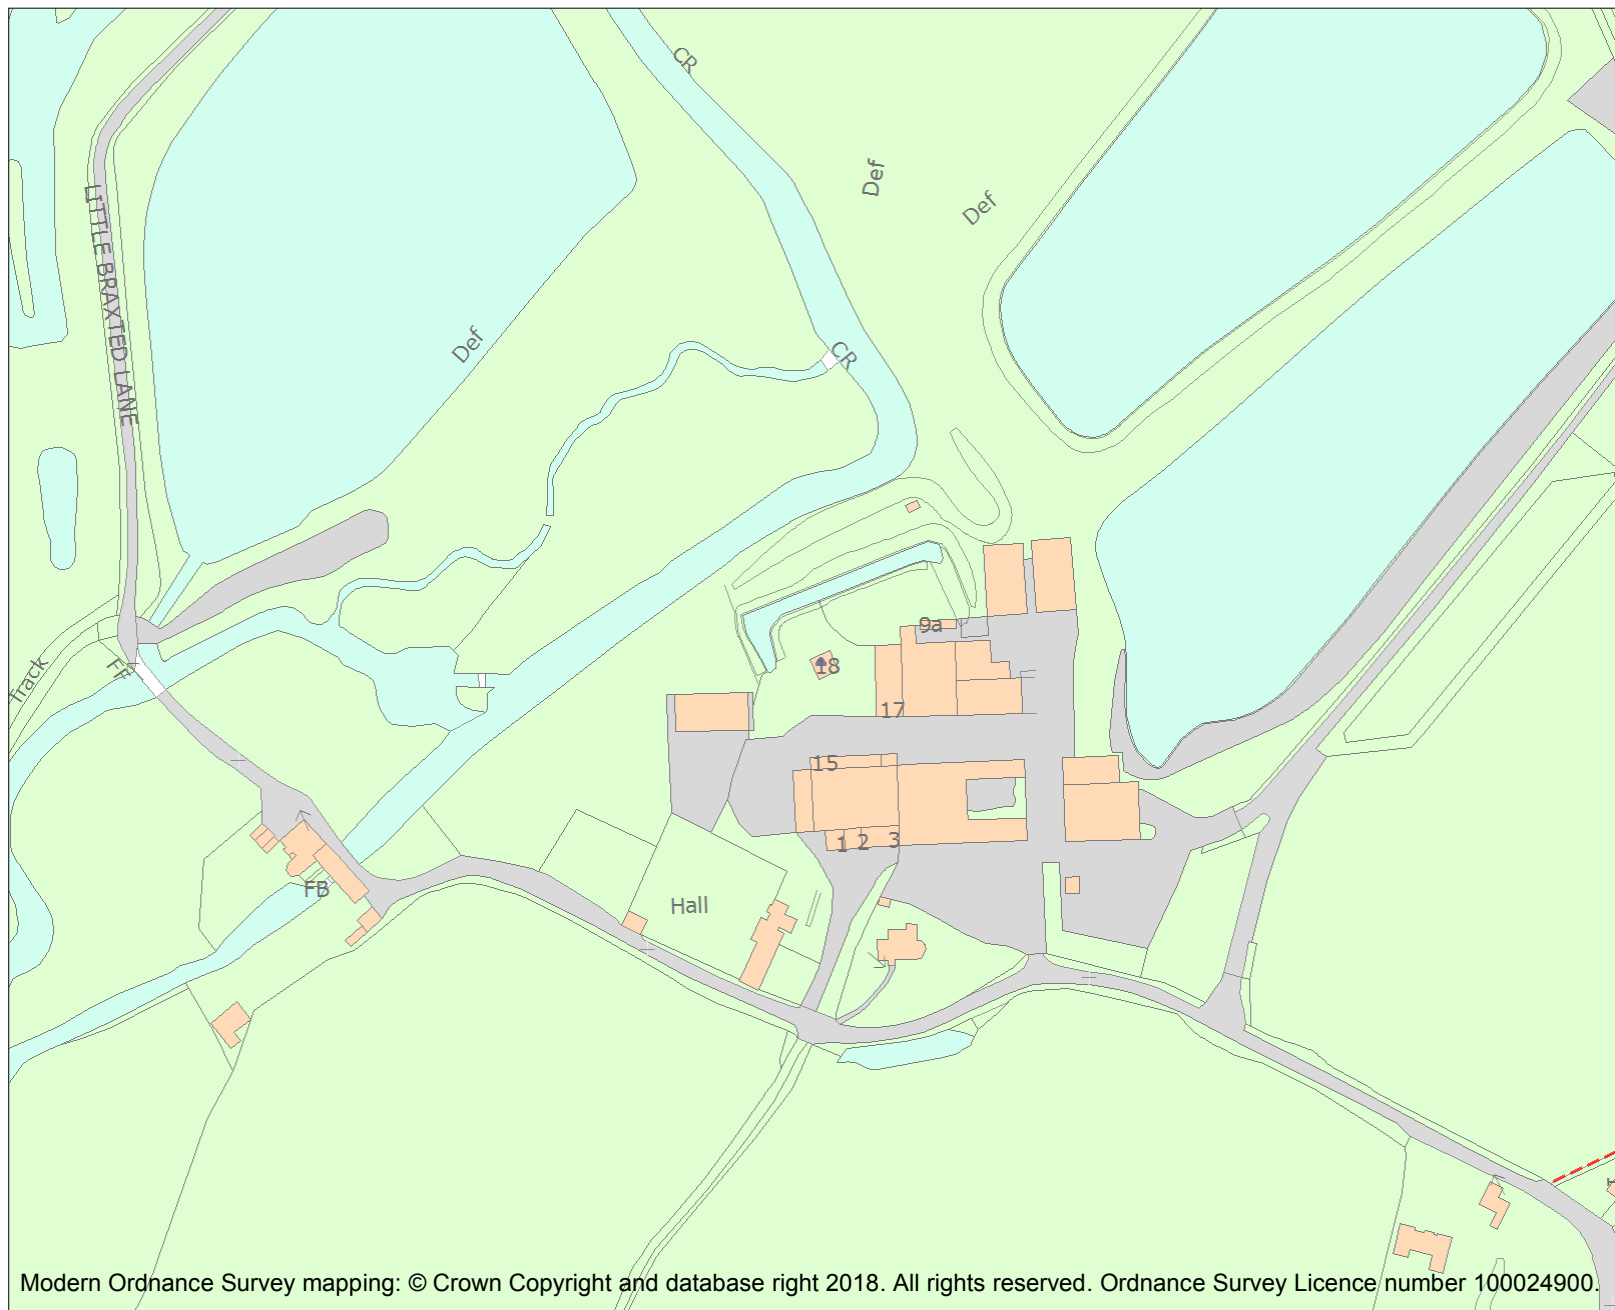 CR
Def
Def
LITTLE BRAXTED LANE
Def
CR
9a
Track
FF
18
17
15
1 2 3
FB
Hall
Modern Ordnance Survey mapping: © Crown Copyright and database right 2018. All rights reserved. Ordnance Survey Licence number 100024900.